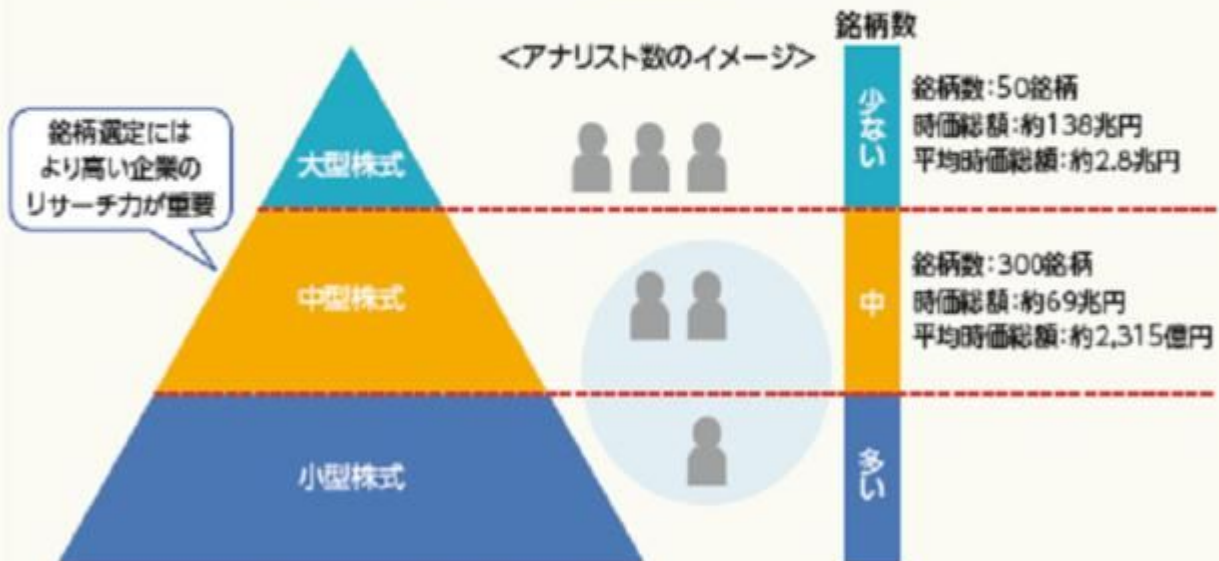 銘柄数
<アナリスト数のイメージ>
銘柄選定には
より高い企業の
リサーチ力が重要
大型株式
少ない
銘柄数:50銘柄
時価総額:約138兆円
平均時価総額:約2.8兆円
中型株式
中
銘柄数:300銘柄
時価総額:約69兆円
平均時価総額:約2,315億円
小型株式
多い